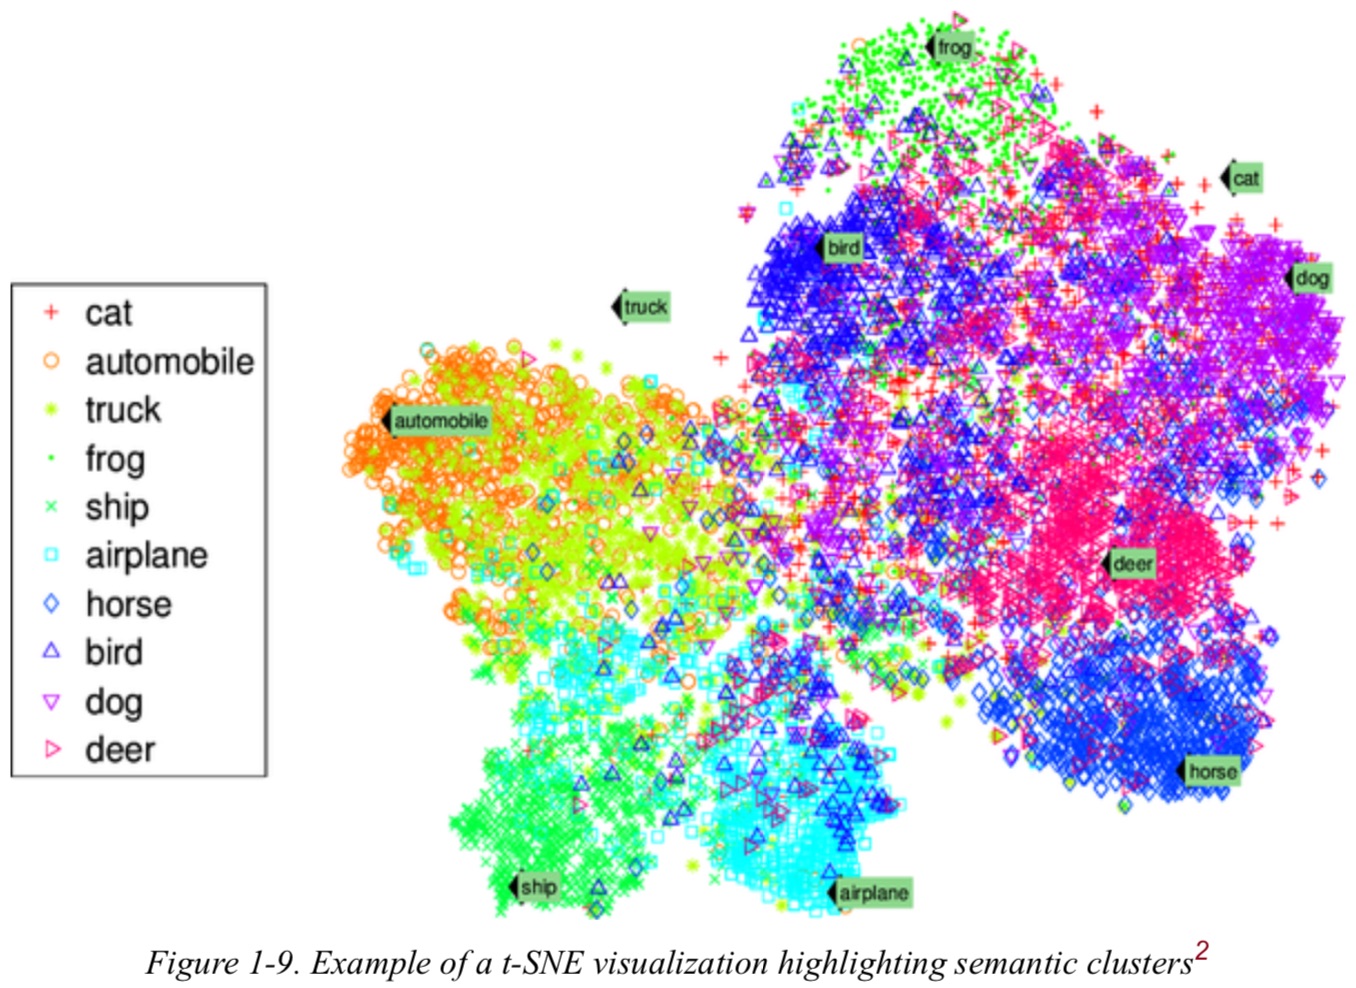 frog
cat
bird
dog
truck
automobile
deer
horse
ship
airplane
cat
automobile
truck
frog
ship
airplane
horse
bird
dog
deer
Figure 1-9. Example of a t-SNE visualization highlighting semantic clusters2